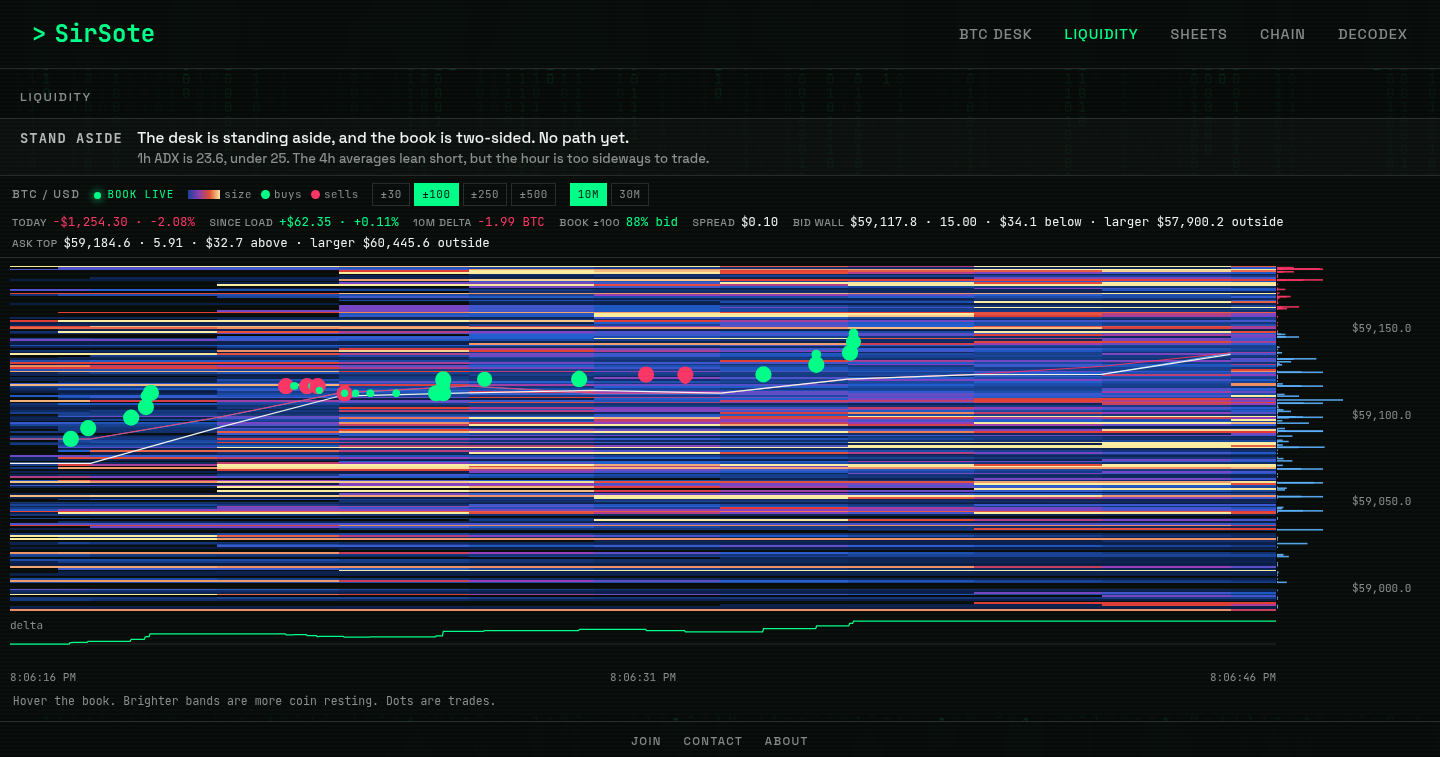 > SirSote
BTC DESK LIQUIDITY SHEETS CHAIN DECODEX
LIQUIDITY
STAND ASIDE The desk is standing aside, and the book is two-sided. No path yet.
1h ADX is 23.6, under 25. The 4h averages lean short, but the hour is too sideways to trade.
BTC / USD BOOK LIVE size buys sells ±30 ±100 ±250 ±500 10M 30M
TODAY -$1,254.30 · -2.08% SINCE LOAD +$62.35 · +0.11% 10M DELTA -1.99 BTC BOOK ±100 88% bid SPREAD $0.10 BID WALL $59,117.8 · 15.00 · $34.1 below · larger $57,900.2 outside
ASK TOP $59,184.6 · 5.91 · $32.7 above · larger $60,445.6 outside
$59,150.0
$59,100.0
$59,050.0
$59,000.0
delta
8:06:16 PM 8:06:31 PM 8:06:46 PM
Hover the book. Brighter bands are more coin resting. Dots are trades.
JOIN CONTACT ABOUT